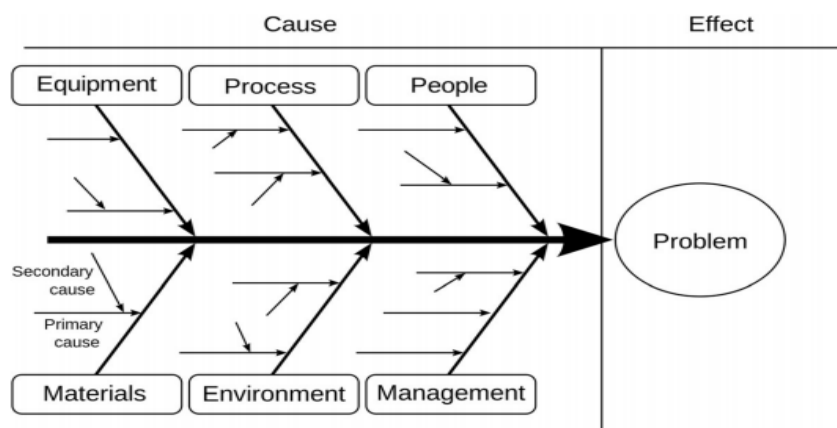 Cause
Effect
Equipment
Process
People
Problem
Secondary
cause
Primary
cause
Materials
Environment
Management